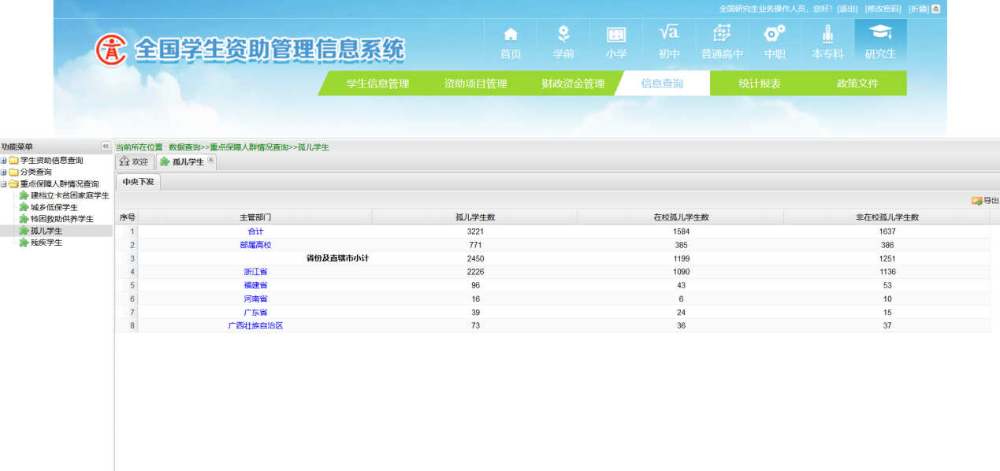 全国研究生业务操作人员，您好！ [退出] [修改密码] [折叠]
全国学生资助管理信息系统
首页 学前 小学 初中 普通高中 中职 本专科 研究生
学生信息管理 资助项目管理 财政资金管理 信息查询 统计报表 政策文件
功能菜单
学生资助信息查询
分类查询
重点保障人群情况查询
建档立卡贫困家庭学生
城乡低保学生
特困救助供养学生
孤儿学生
残疾学生
当前所在位置 : 数据查询>>重点保障人群情况查询>>孤儿学生
欢迎 孤儿学生
中央下发
导出
序号 主管部门 孤儿学生数 在校孤儿学生数 非在校孤儿学生数
1 合计 3221 1584 1637
2 部属高校 771 385 386
3 省份及直辖市小计 2450 1199 1251
4 浙江省 2226 1090 1136
5 福建省 96 43 53
6 河南省 16 6 10
7 广东省 39 24 15
8 广西壮族自治区 73 36 37